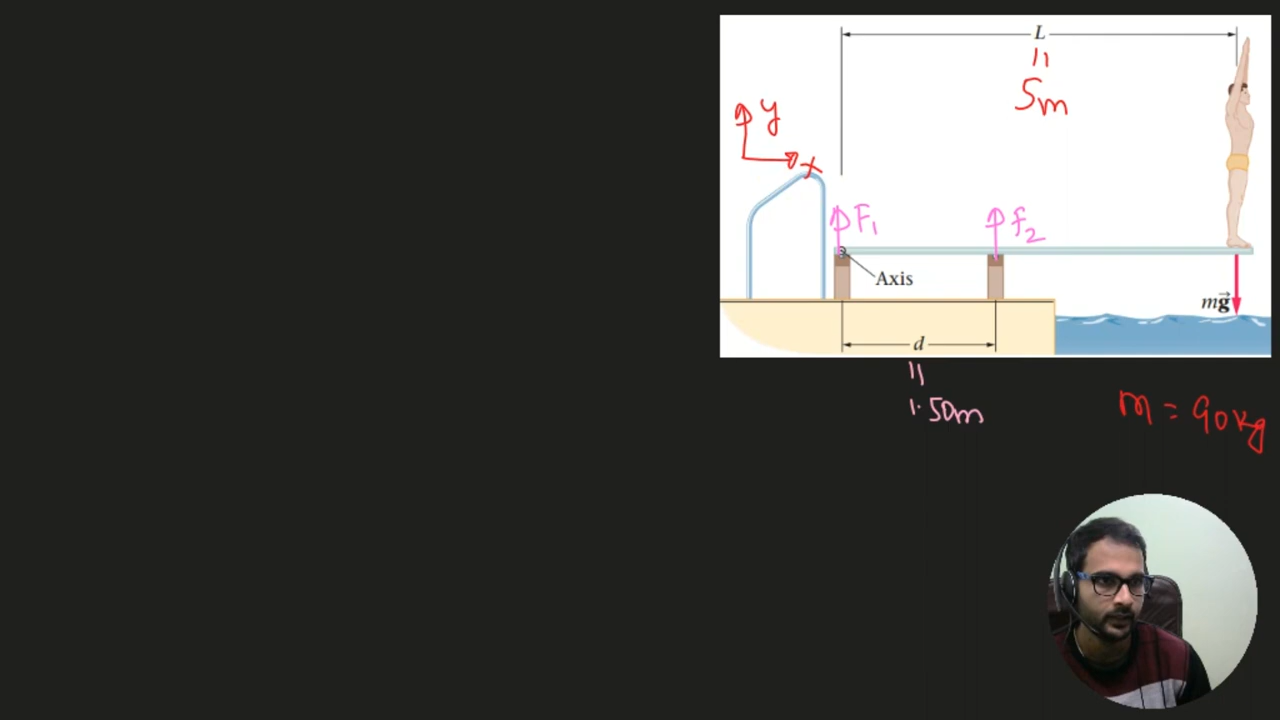 L
11
5m
y
x
F₁
f₂
Axis
mg⃗
d
11
1.50m
m = 90kg